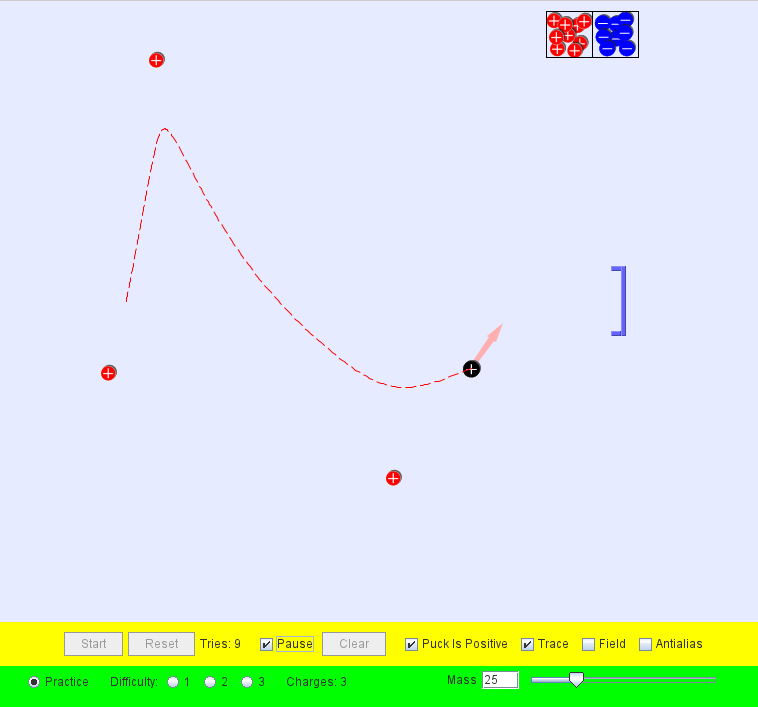 Start Reset Tries: 9 Pause Clear Puck Is Positive Trace Field Antialias
Practice Difficulty: 1 2 3 Charges: 3 Mass 25